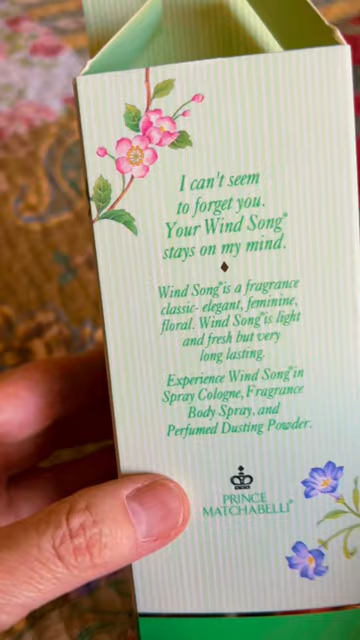 I can't seem
to forget you.
Your Wind Song®
stays on my mind.
Wind Song® is a fragrance
classic- elegant, feminine,
floral. Wind Song® is light
and fresh but very
long lasting.
Experience Wind Song® in
Spray Cologne, Fragrance
Body Spray, and
Perfumed Dusting Powder.
PRINCE
MATCHABELLI®